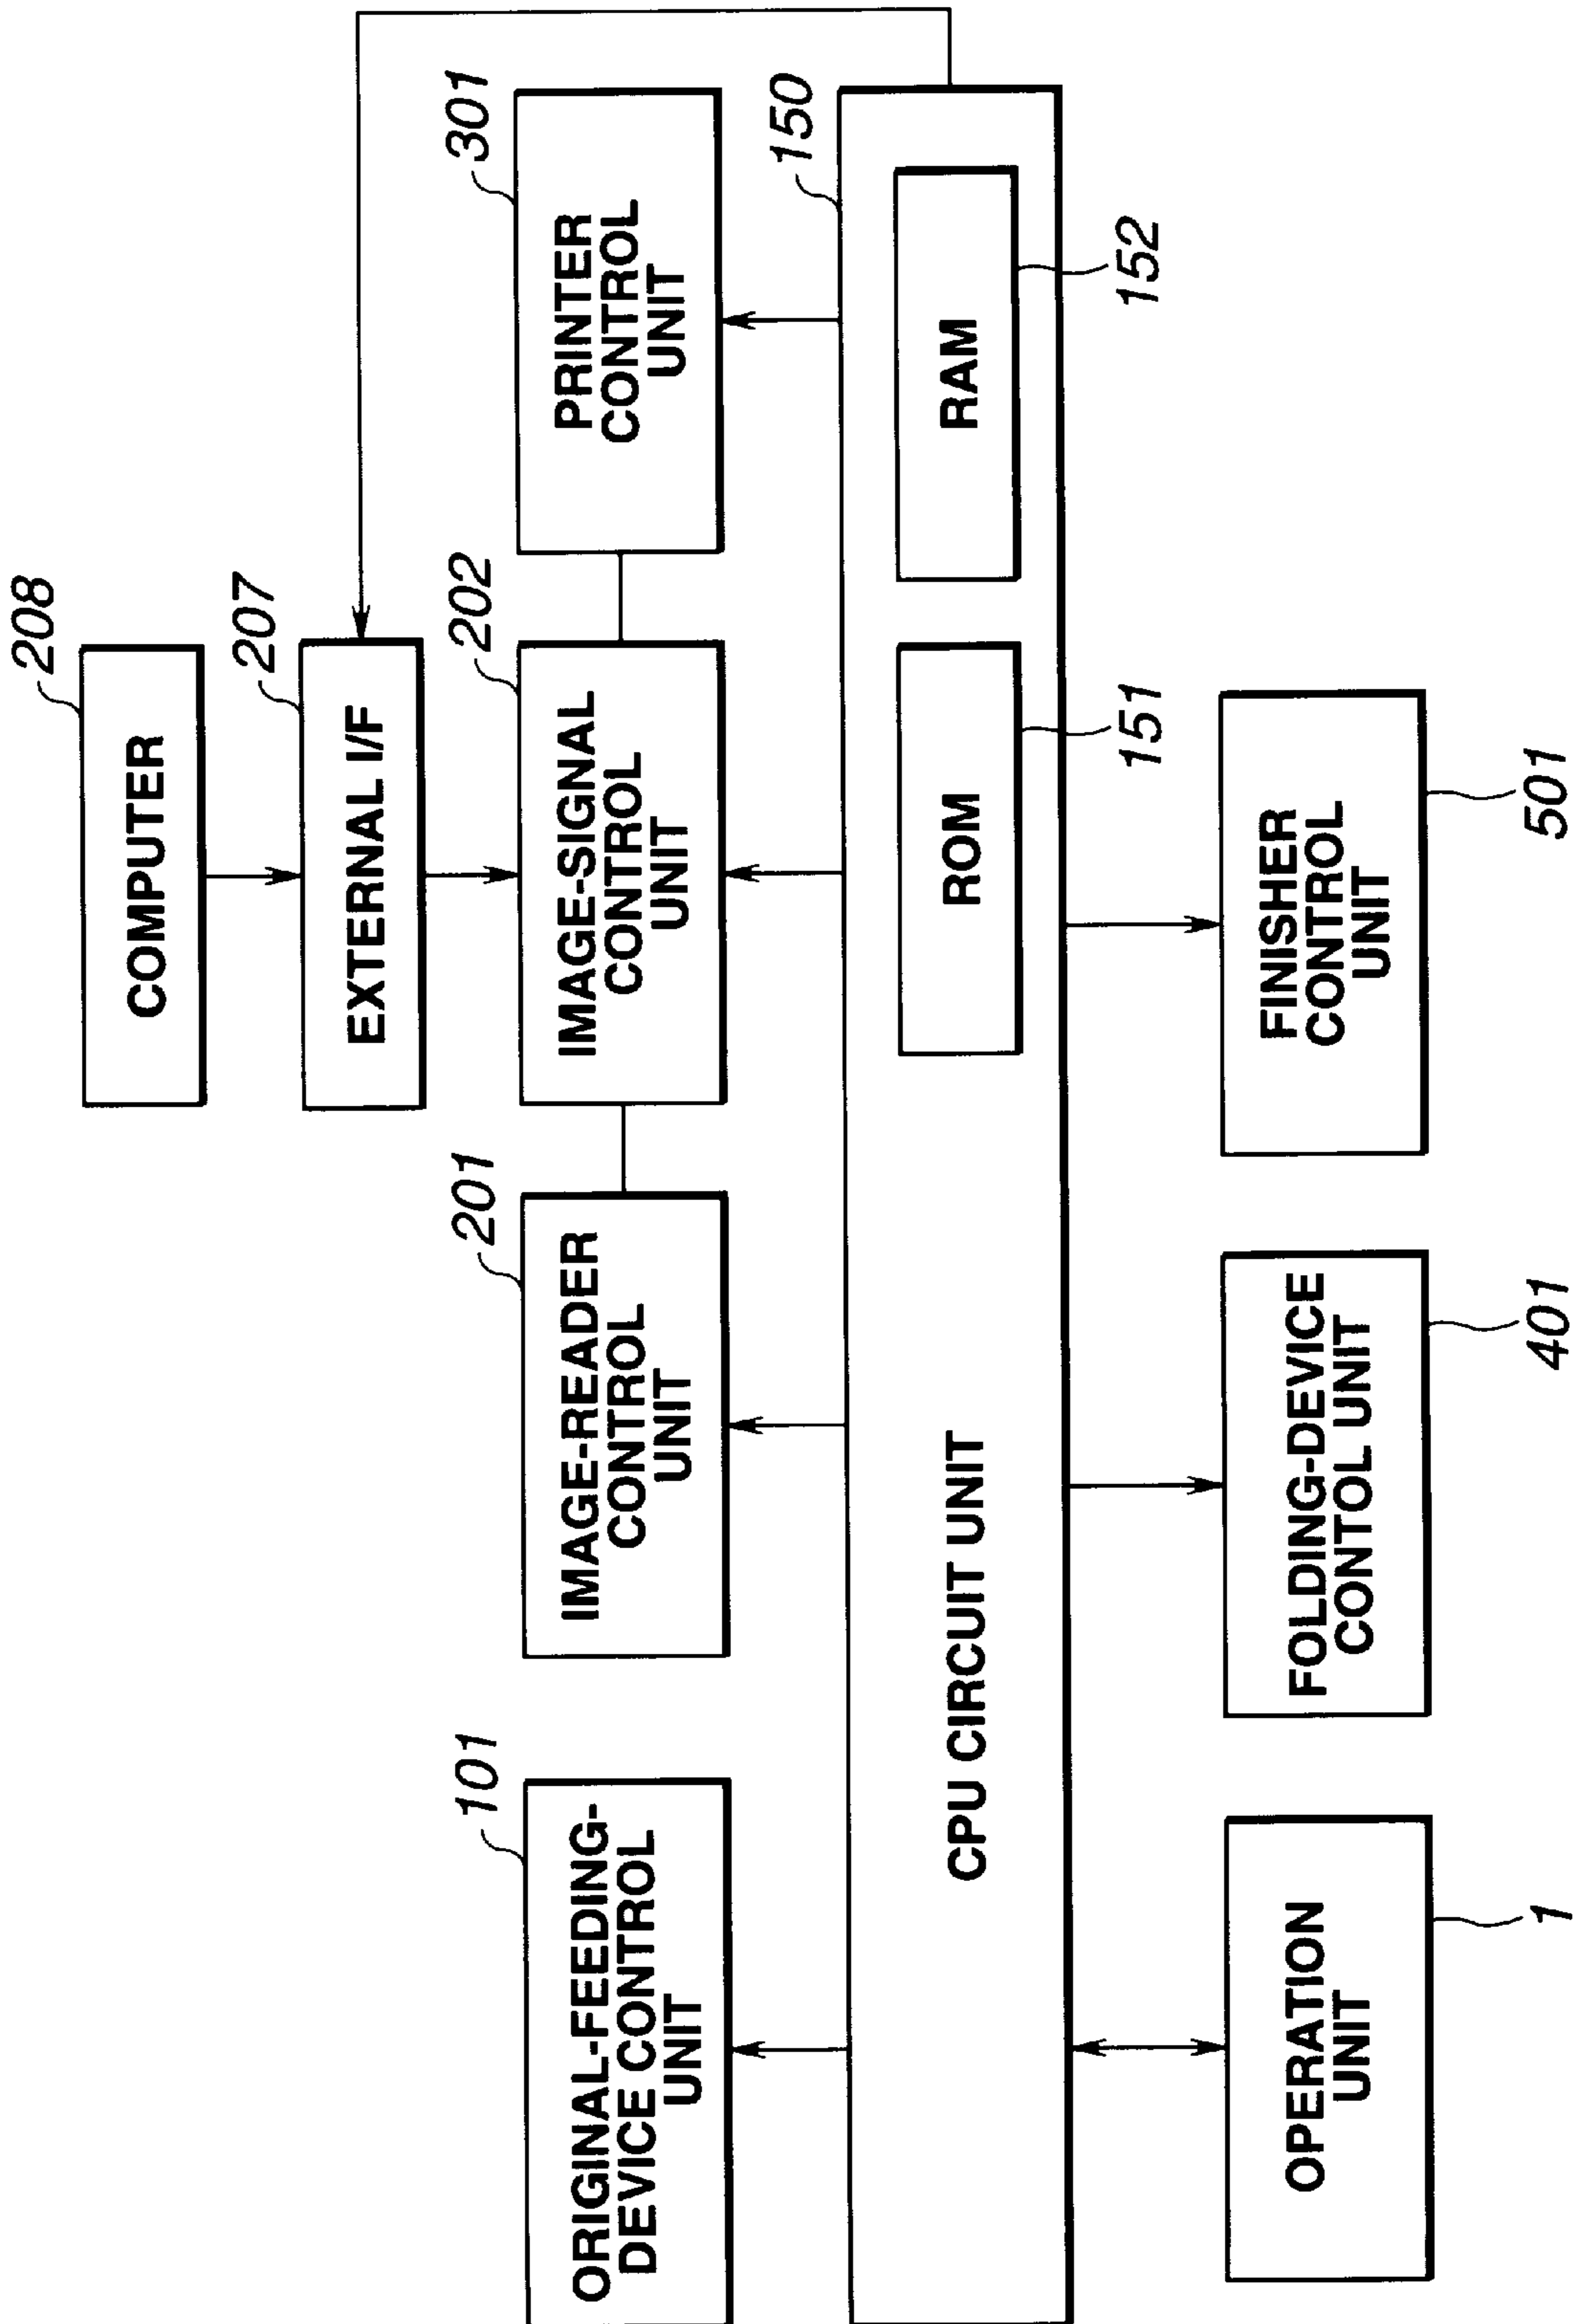 208
COMPUTER
207
EXTERNAL I/F
101
ORIGINAL-FEEDING-
DEVICE CONTROL
UNIT
201
IMAGE-READER
CONTROL
UNIT
202
IMAGE-SIGNAL
CONTROL
UNIT
301
PRINTER
CONTROL
UNIT
150
CPU CIRCUIT UNIT
ROM
151
RAM
152
OPERATION
UNIT
1
FOLDING-DEVICE
CONTOL UNIT
401
FINISHER
CONTROL
UNIT
501